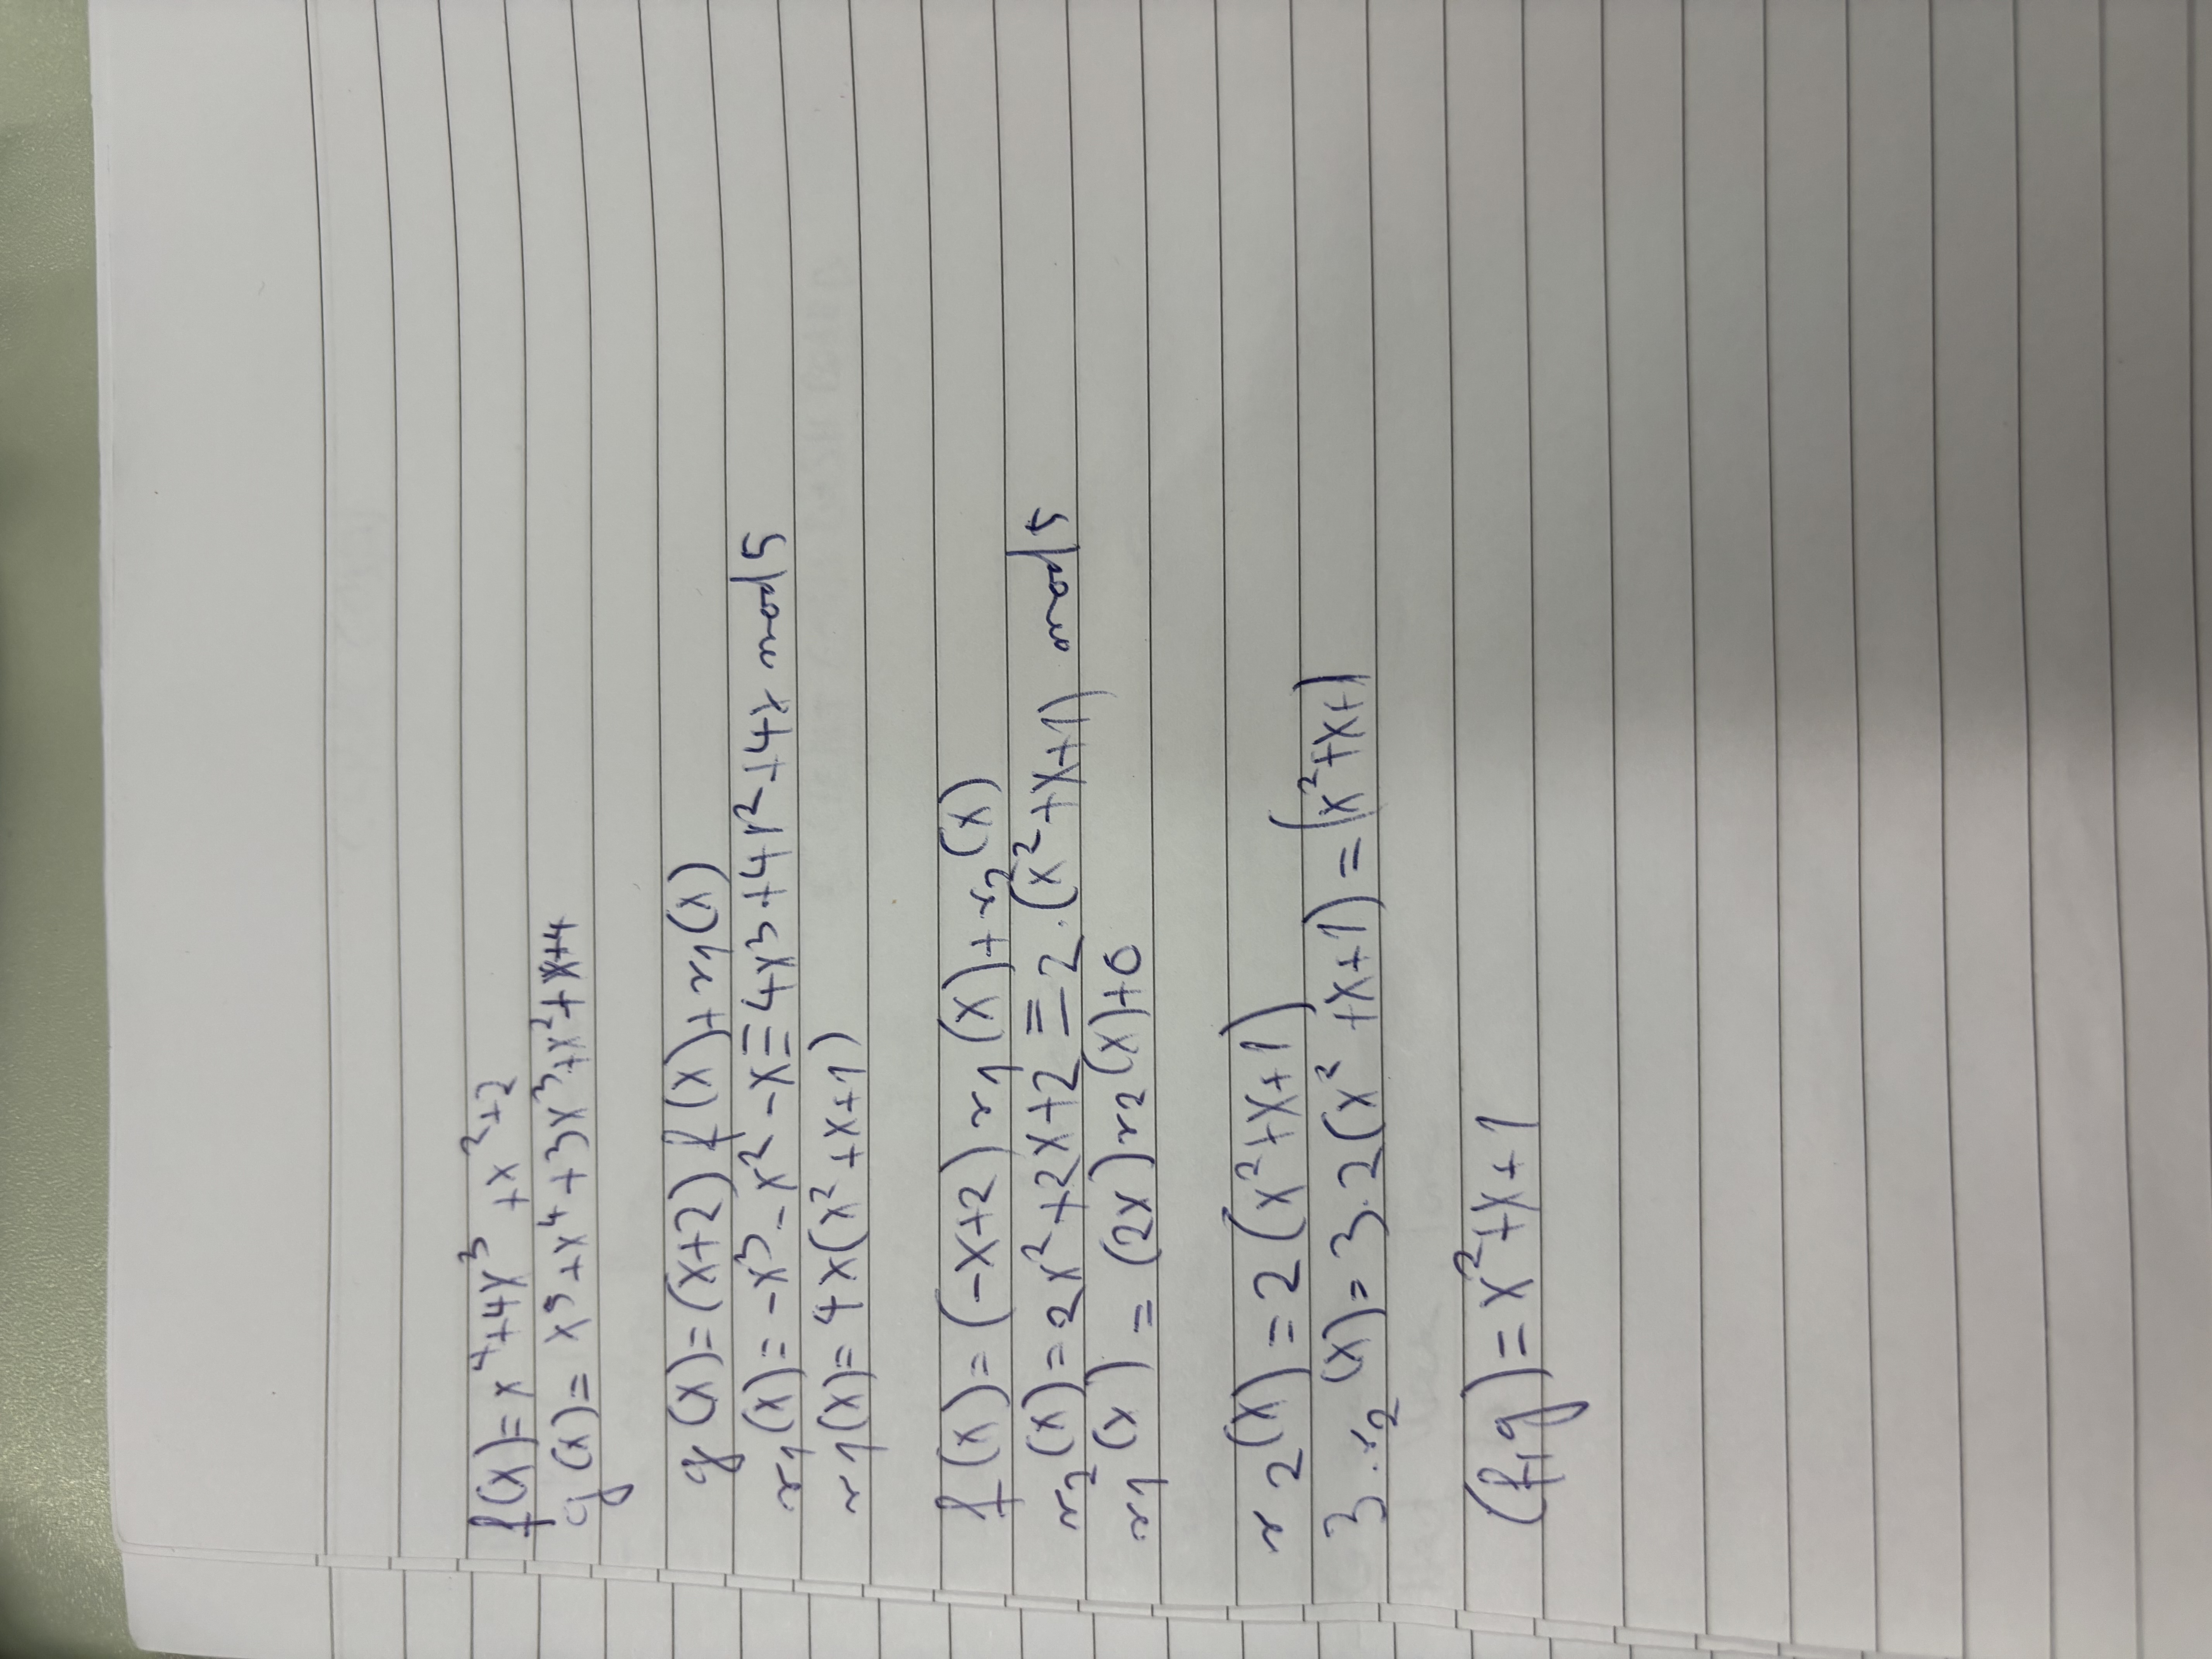 f(x)= x⁴+4x³ +x²+2
g(x)= x⁵+x⁴+3x³+x²+x+4
g(x)=(x+2) f(x)+r₁(x)
r₁(x)= -x³-x²-x≡4x³+4x²+4x mod 5
r₁(x)= 4x(x²+x+1)
f(x)=(-x+2) r₁(x)+r₂(x)
r₂(x)=2x²+2x+2≡2.(x²+x+1) mod 5
r₁(x) = (2x)r₂(x)+0
r₂(x)=2(x²+x+1)
3.r₂(x)=3.2(x² +x+1)=(x²+x+1
(f,g)=x²+x+1